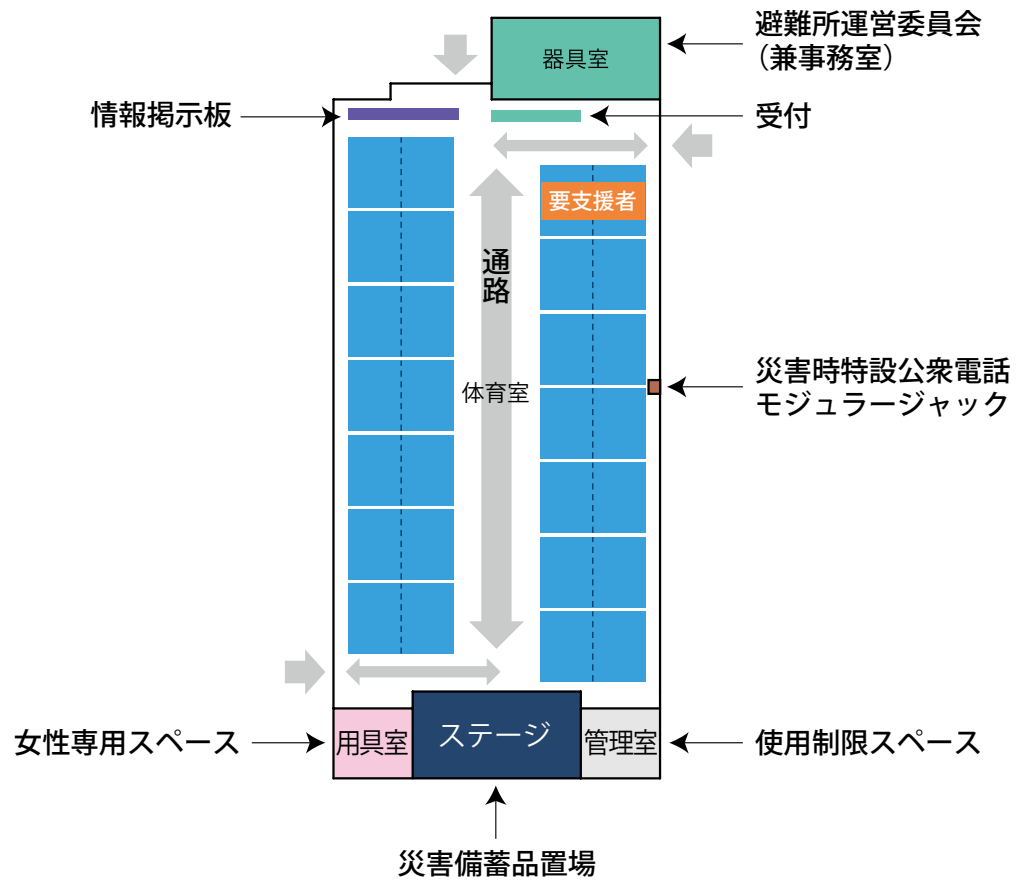 避難所運営委員会
（兼事務室）
器具室
情報掲示板
受付
要支援者
通路
体育室
災害時特設公衆電話
モジュラージャック
女性専用スペース
用具室
ステージ
管理室
使用制限スペース
災害備蓄品置場